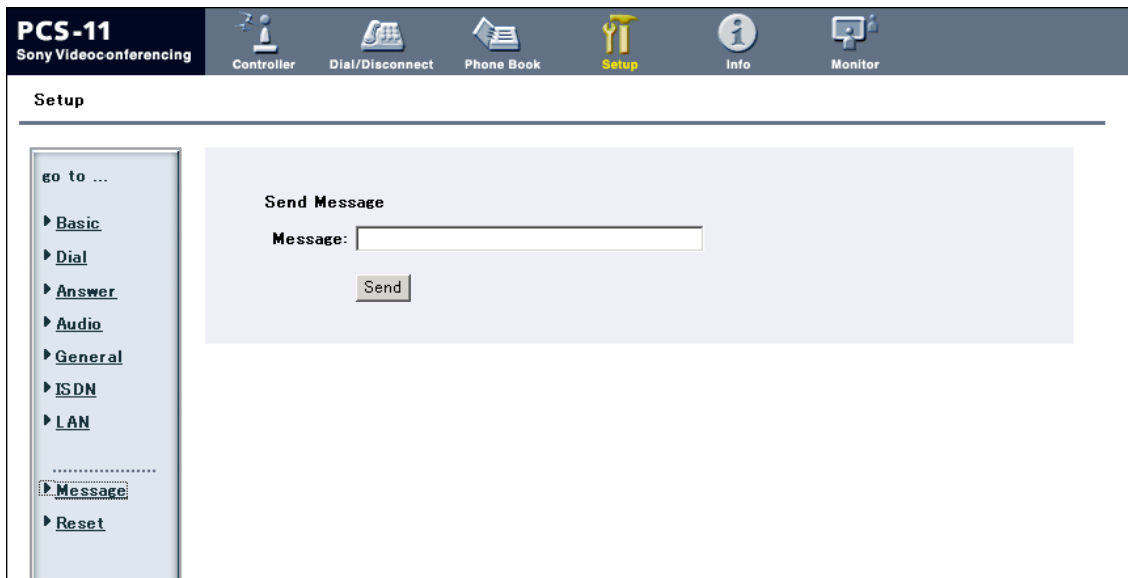 PCS-11
Sony Videoconferencing
Controller
Dial/Disconnect
Phone Book
Setup
Info
Monitor
Setup
go to ...
Basic
Dial
Answer
Audio
General
ISDN
LAN
Message
Reset
Send Message
Message:
Send